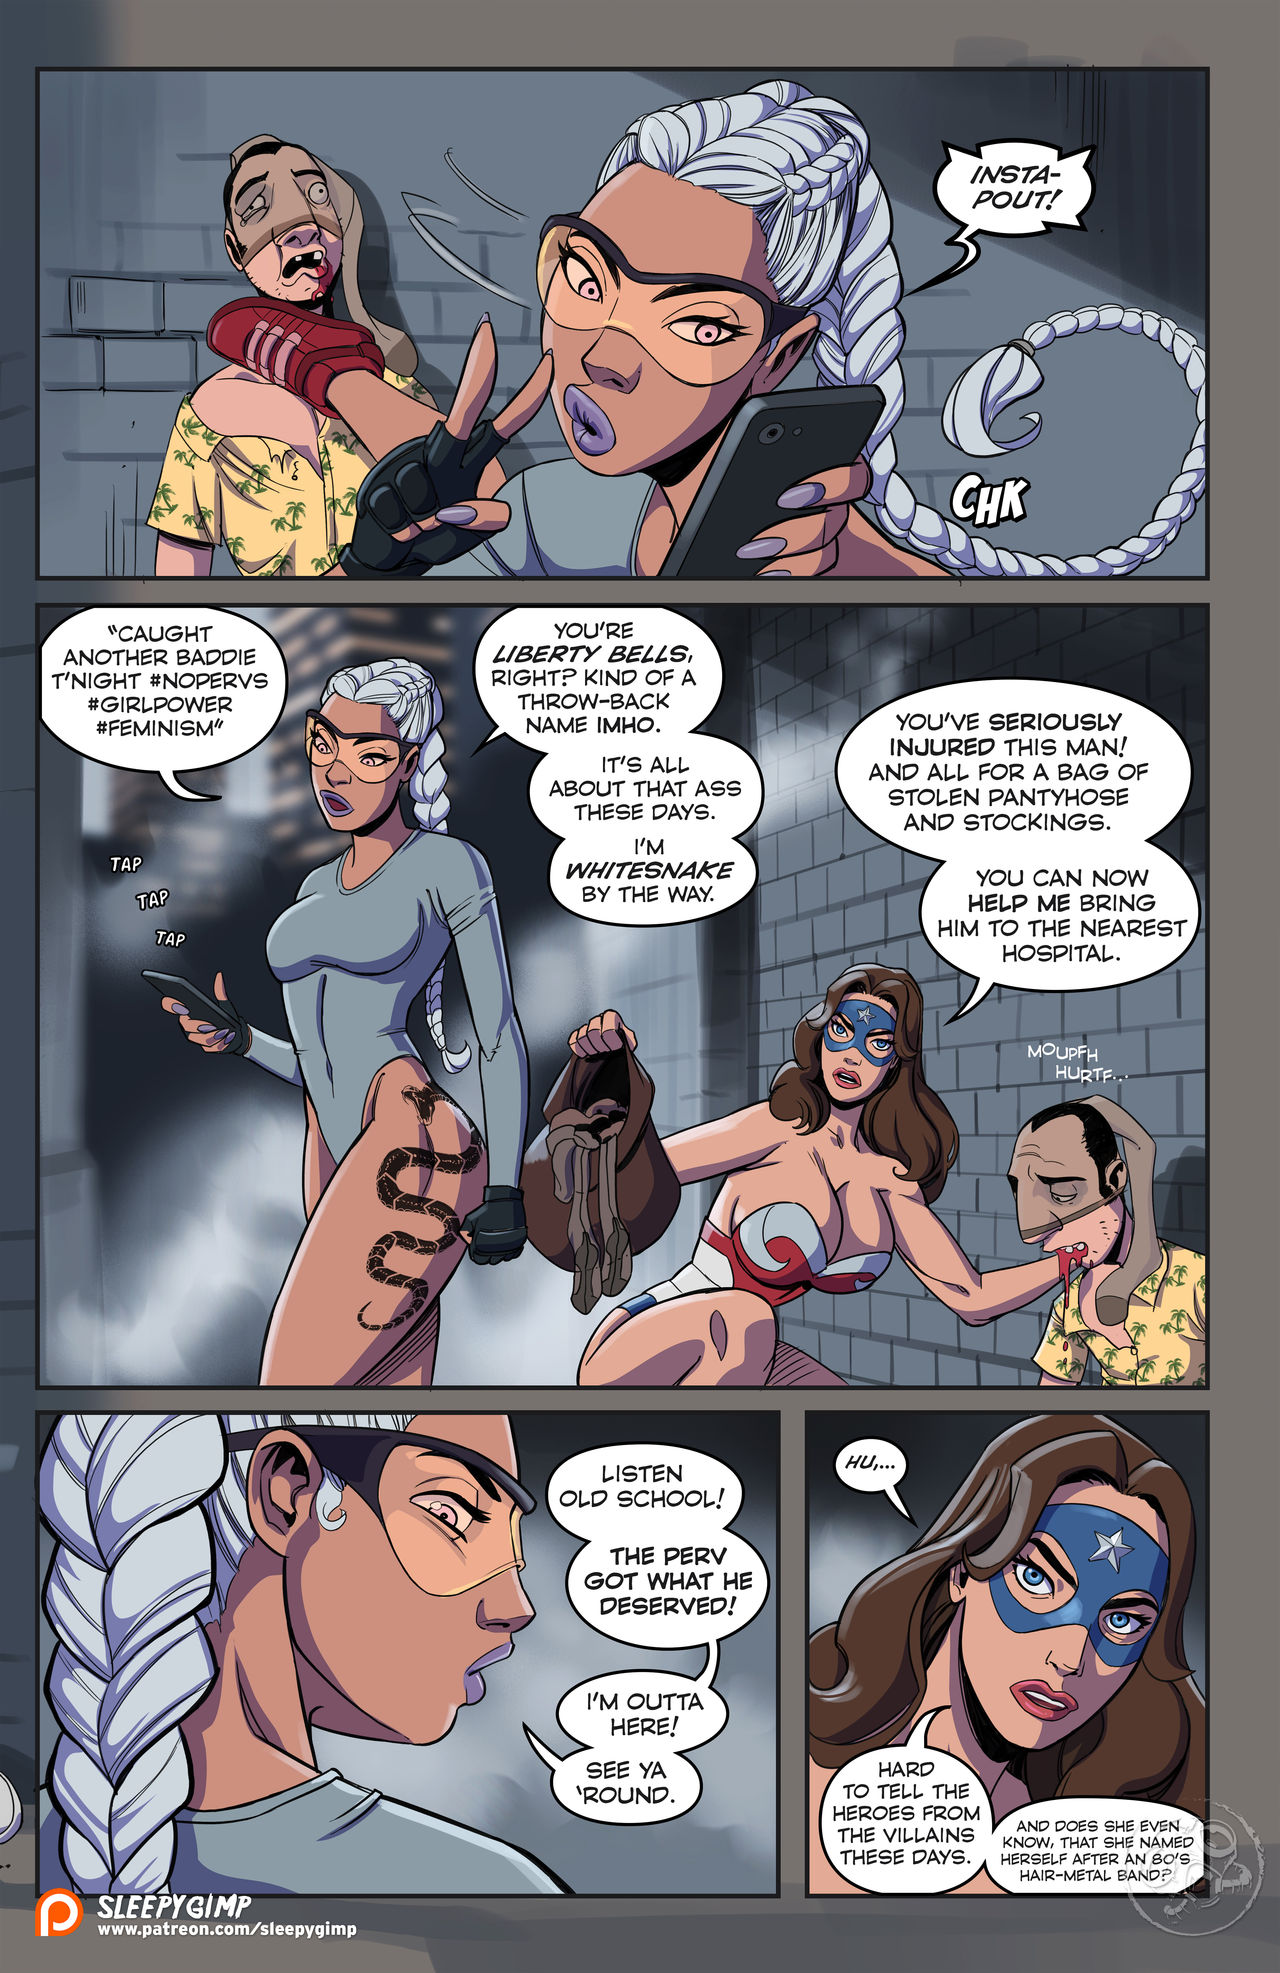 INSTA-
POUT!
CHK
"CAUGHT
ANOTHER BADDIE
T'NIGHT #NOPERVS
#GIRLPOWER
#FEMINISM"
YOU'RE
LIBERTY BELLS,
RIGHT? KIND OF A
THROW-BACK
NAME IMHO.
IT'S ALL
ABOUT THAT ASS
THESE DAYS.
I'M
WHITESNAKE
BY THE WAY.
TAP
TAP
TAP
YOU'VE SERIOUSLY
INJURED THIS MAN!
AND ALL FOR A BAG OF
STOLEN PANTYHOSE
AND STOCKINGS.
YOU CAN NOW
HELP ME BRING
HIM TO THE NEAREST
HOSPITAL.
MOUPFH
HURTF...
LISTEN
OLD SCHOOL!
THE PERV
GOT WHAT HE
DESERVED!
I'M OUTTA
HERE!
SEE YA
'ROUND.
HU,...
HARD
TO TELL THE
HEROES FROM
THE VILLAINS
THESE DAYS.
AND DOES SHE EVEN
KNOW, THAT SHE NAMED
HERSELF AFTER AN 80'S
HAIR-METAL BAND?
SLEEPYGIMP
www.patreon.com/sleepygimp